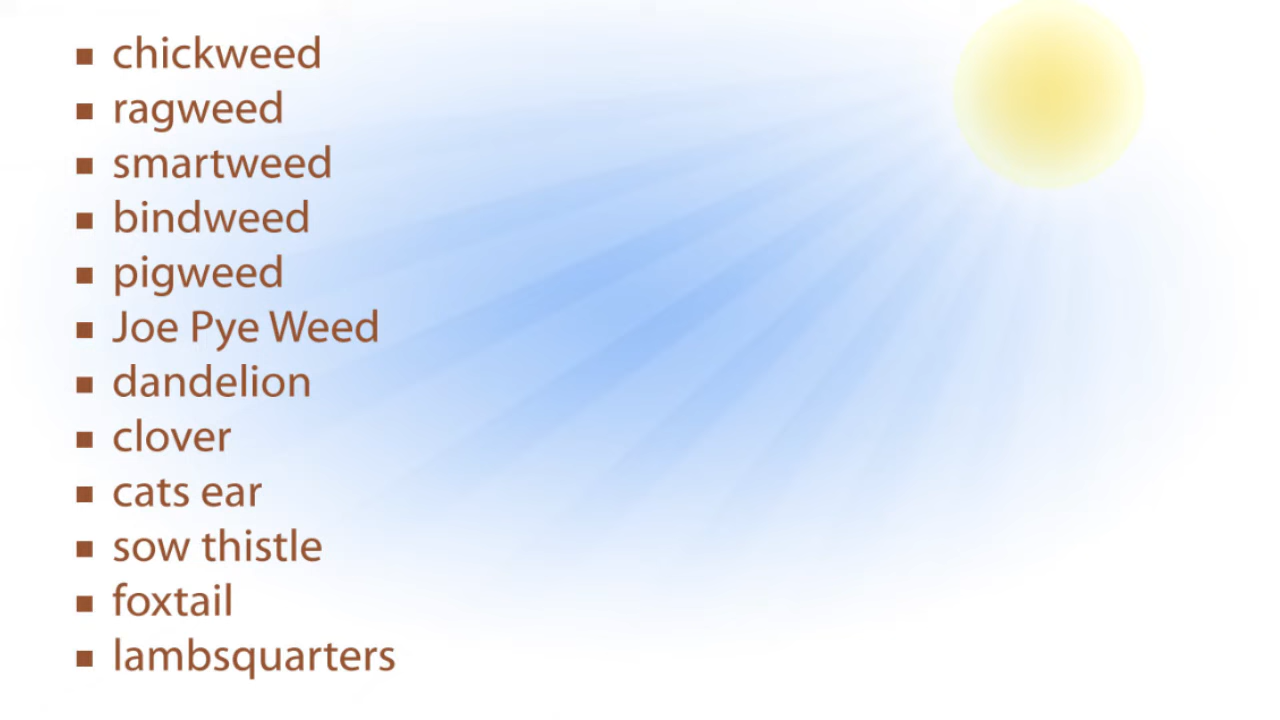 ▪ chickweed
▪ ragweed
▪ smartweed
▪ bindweed
▪ pigweed
▪ Joe Pye Weed
▪ dandelion
▪ clover
▪ cats ear
▪ sow thistle
▪ foxtail
▪ lambsquarters